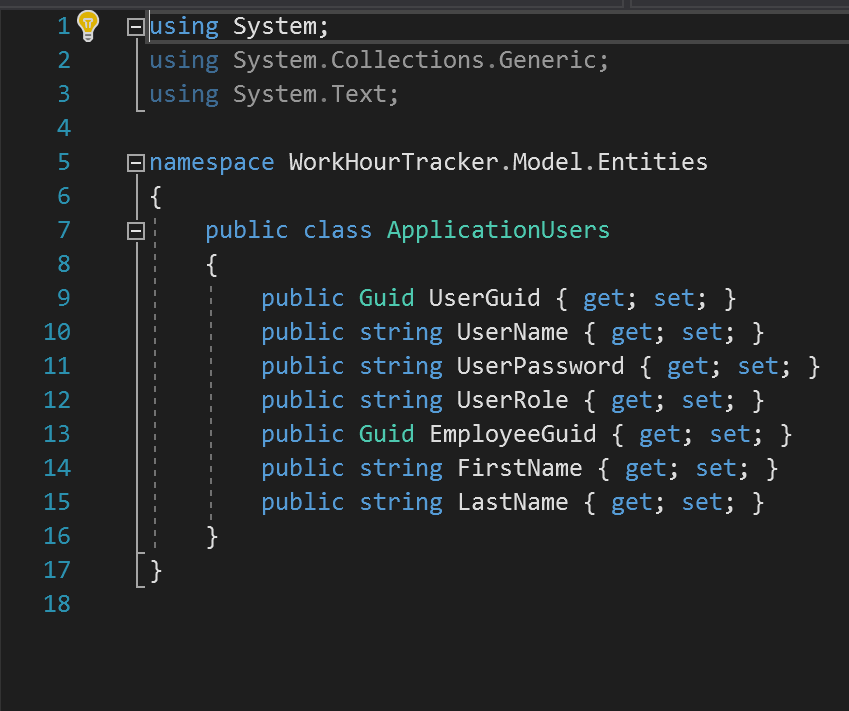 1 using System;
2 using System.Collections.Generic;
3 using System.Text;
4
5 namespace WorkHourTracker.Model.Entities
6 {
7 public class ApplicationUsers
8 {
9 public Guid UserGuid { get; set; }
10 public string UserName { get; set; }
11 public string UserPassword { get; set; }
12 public string UserRole { get; set; }
13 public Guid EmployeeGuid { get; set; }
14 public string FirstName { get; set; }
15 public string LastName { get; set; }
16 }
17 }
18